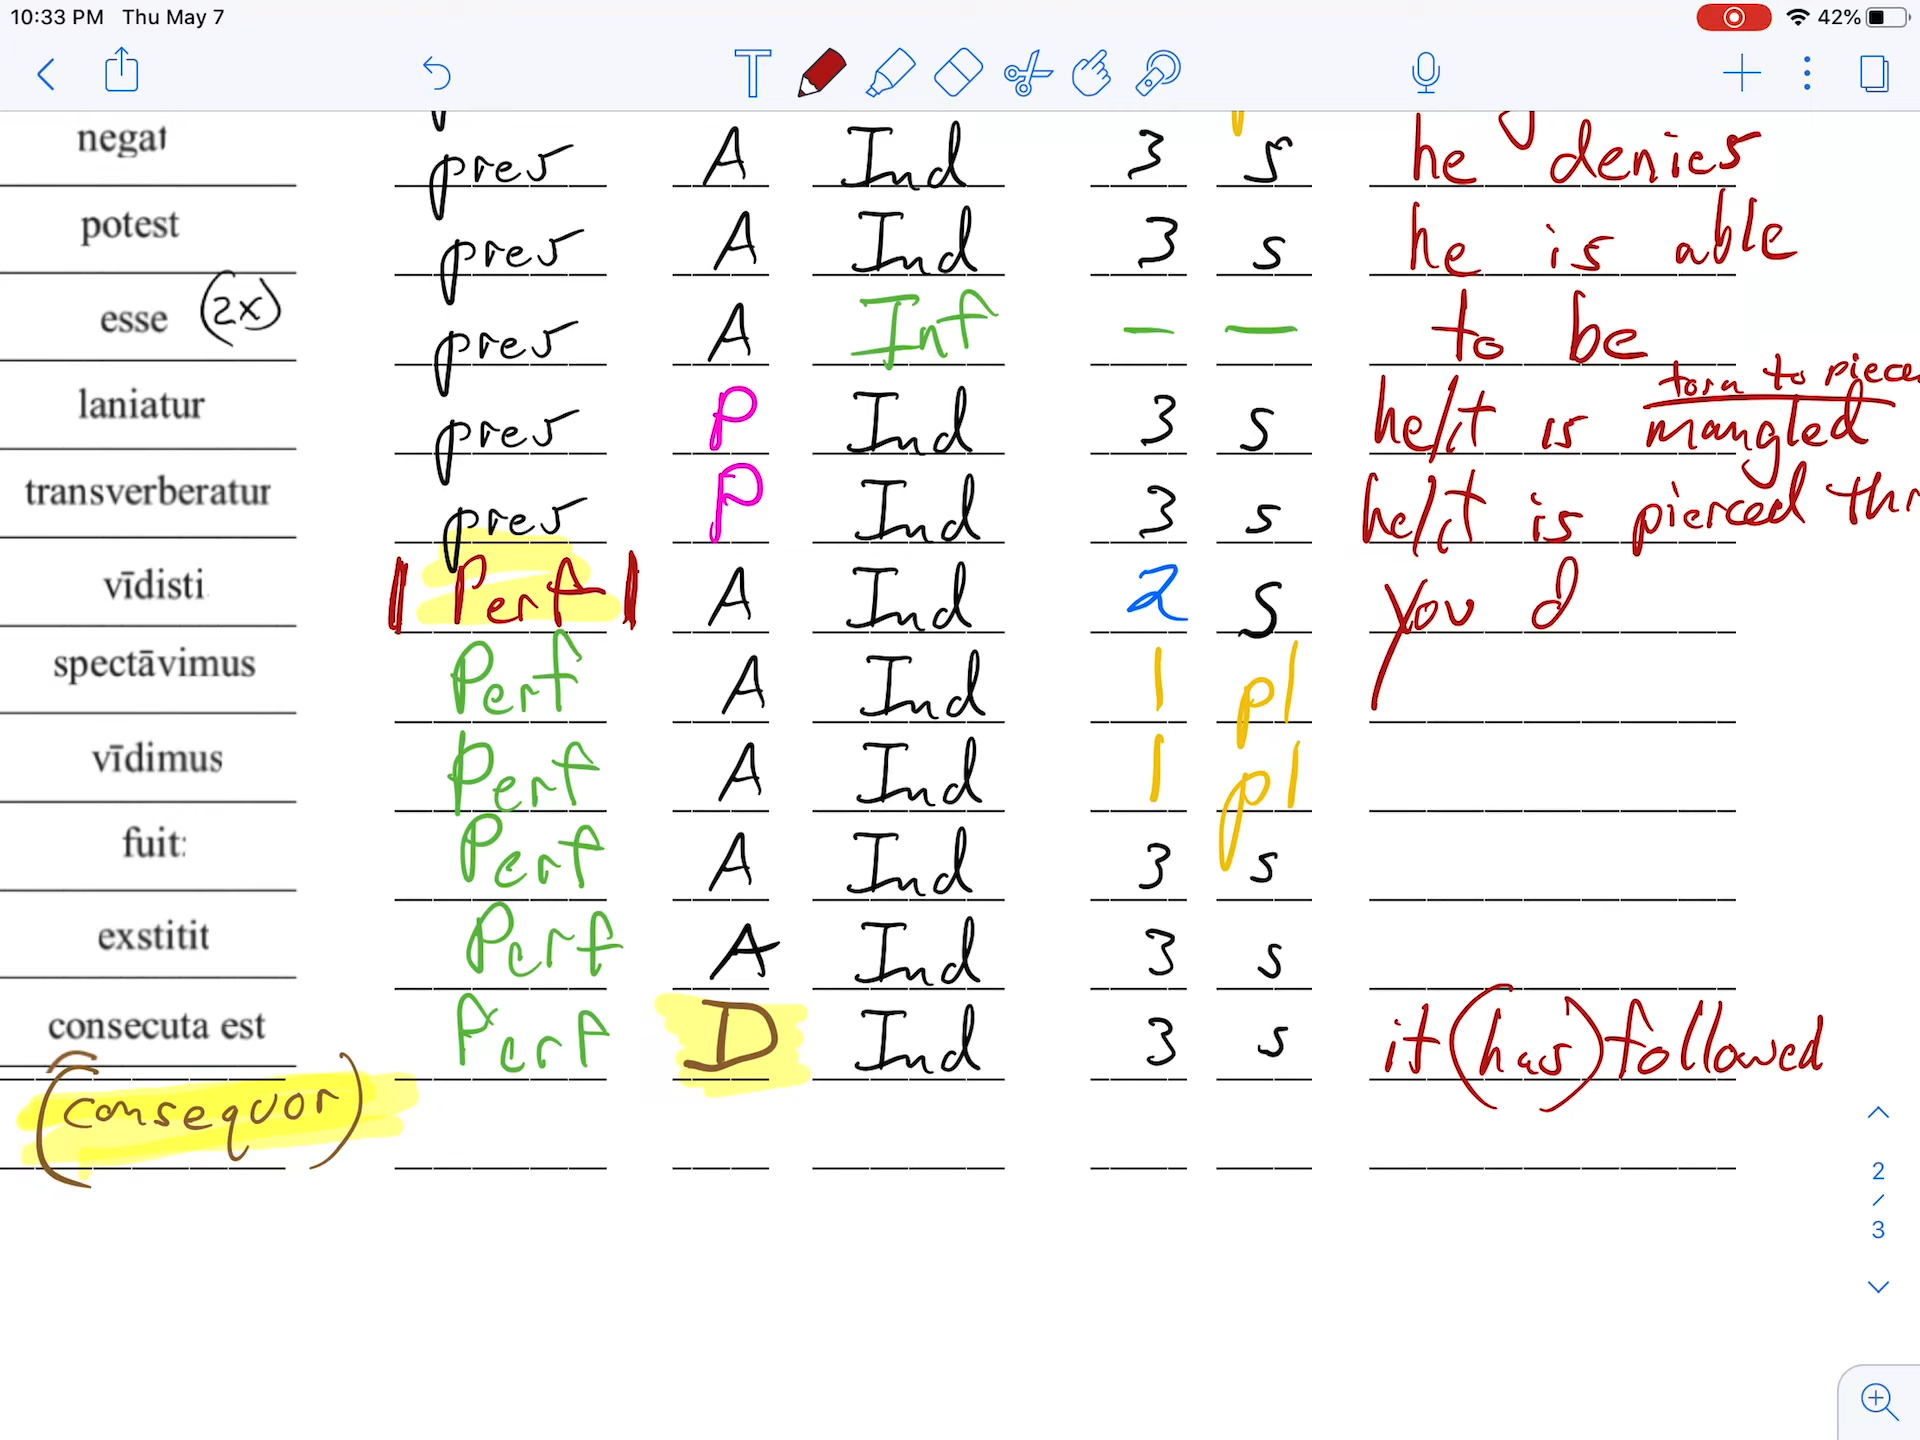 10:33 PM Thu May 7 42%
T
negat pres A Ind 3 s he denies
potest pres A Ind 3 s he is able
esse (2x) pres A Inf — — to be
torn to piece
laniatur pres P Ind 3 s he/it is mangled
transverberatur pres P Ind 3 s he/it is pierced thr
vīdisti | Perf | A Ind 2 s you d
spectāvimus Perf A Ind 1 pl
vīdimus Perf A Ind 1 pl
fuit: Perf A Ind 3 s
exstitit Perf A Ind 3 s
consecuta est Perf D Ind 3 s it (has) followed
(consequor)
2
/
3